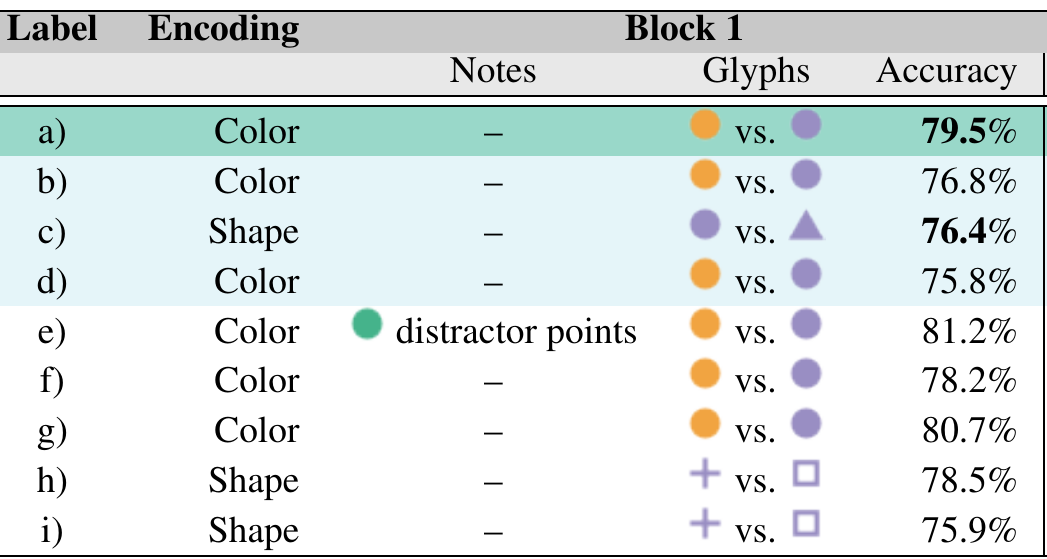 Label Encoding Block 1
Notes Glyphs Accuracy
a) Color – vs. 79.5%
b) Color – vs. 76.8%
c) Shape – vs. 76.4%
d) Color – vs. 75.8%
e) Color distractor points vs. 81.2%
f) Color – vs. 78.2%
g) Color – vs. 80.7%
h) Shape – vs. 78.5%
i) Shape – vs. 75.9%